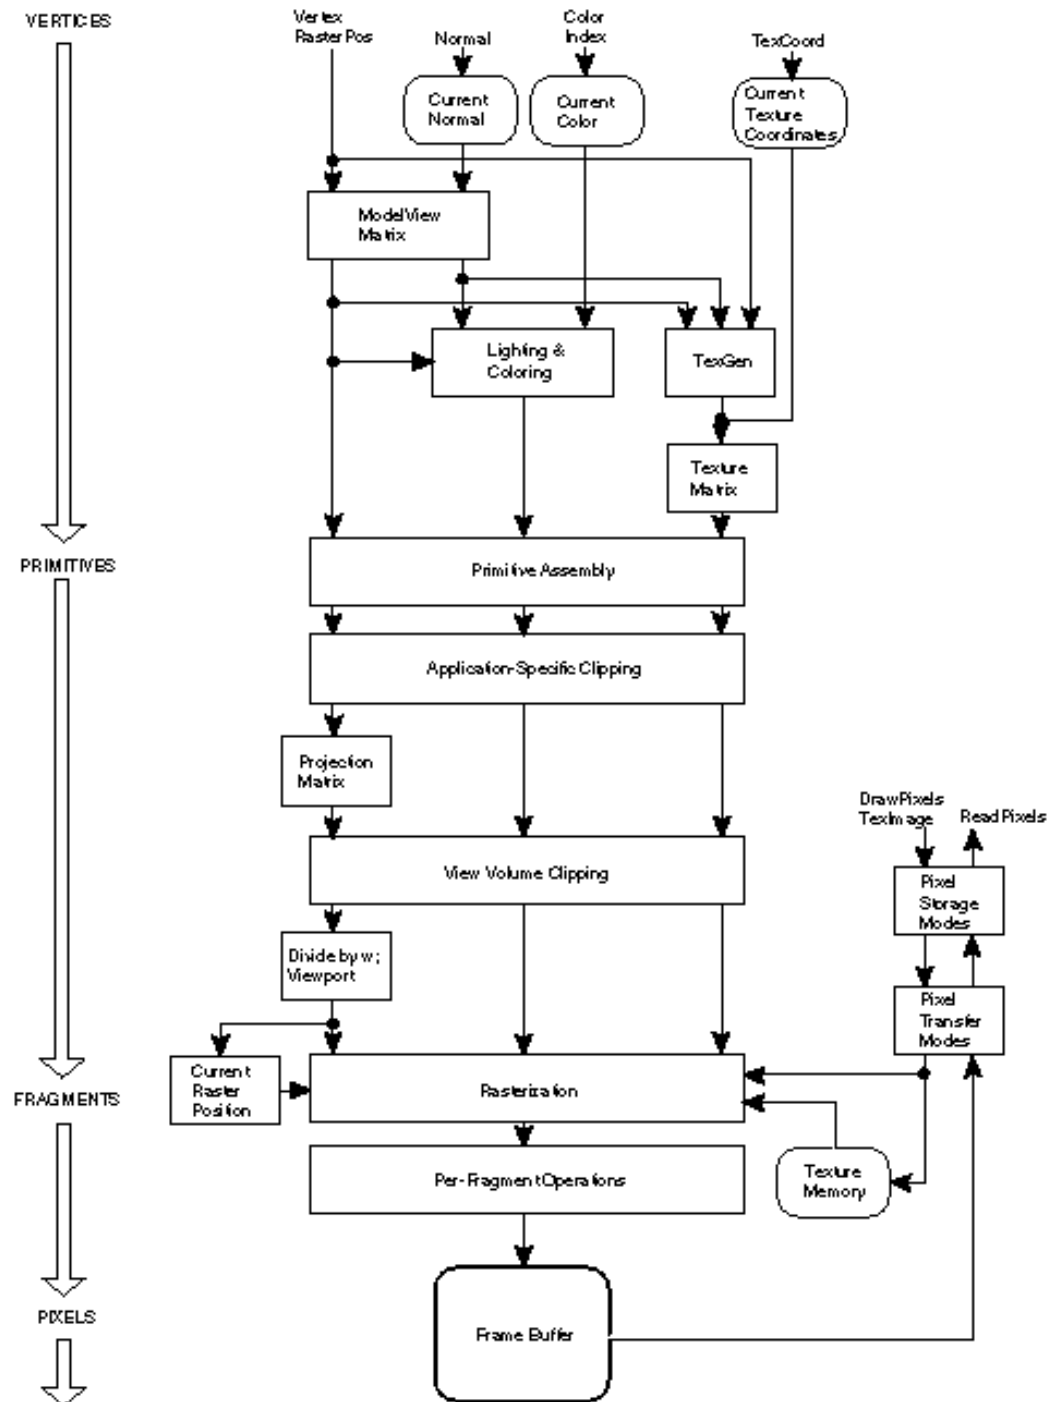 VERTICES
Vertex
RasterPos
Normal
Color
Index
TexCoord
Current
Normal
Current
Color
Current
Texture
Coordinates
ModelView
Matrix
Lighting &
Coloring
TexGen
Texture
Matrix
PRIMITIVES
Primitive Assembly
Application-Specific Clipping
Projection
Matrix
DrawPixels
TexImage
ReadPixels
View Volume Clipping
Pixel
Storage
Modes
Divide by w;
Viewport
Pixel
Transfer
Modes
Current
Raster
Position
Rasterization
FRAGMENTS
Per-Fragment Operations
Texture
Memory
PIXELS
Frame Buffer